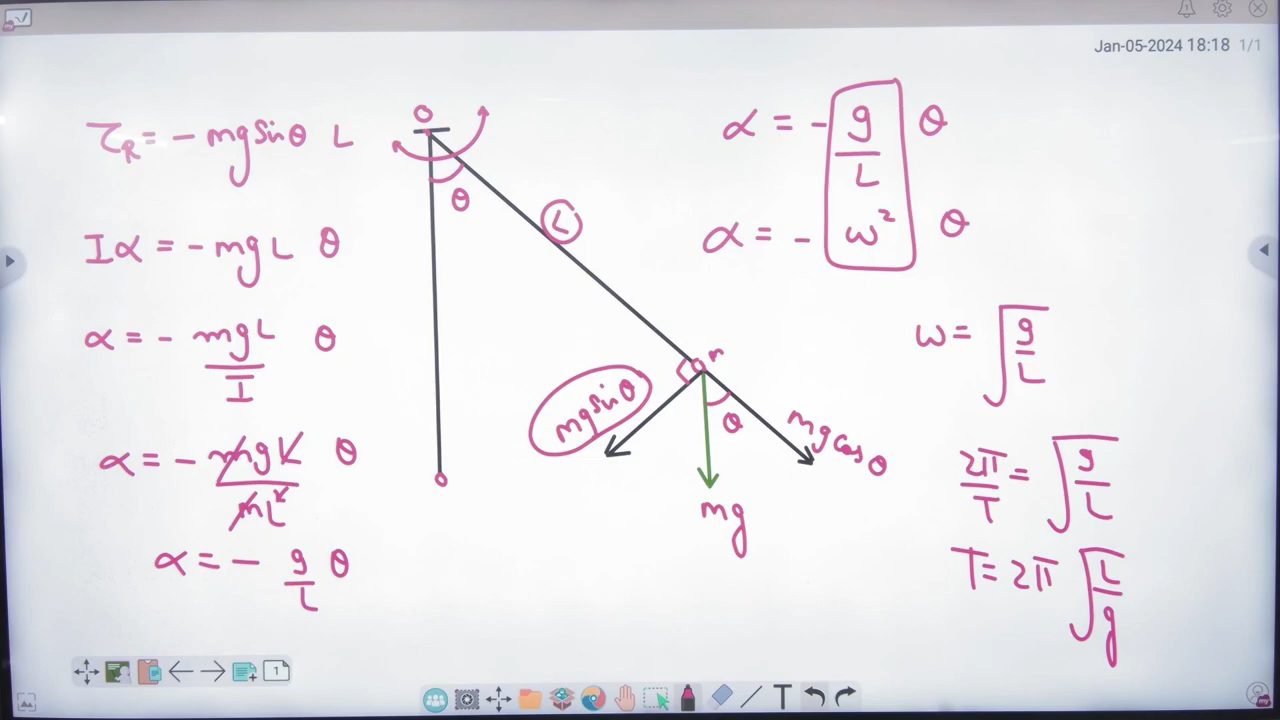 Jan-05-2024 18:18 1/1
τ_R = - mg sinθ L
Iα = - mgL θ
α = - mgL/I θ
α = - mgL/mL² θ
α = - g/L θ
O
θ
L
m
mg sinθ
θ
mg cosθ
mg
α = - g/L θ
α = - ω² θ
ω = √(g/L)
2π/T = √(g/L)
T = 2π √(L/g)
1
T